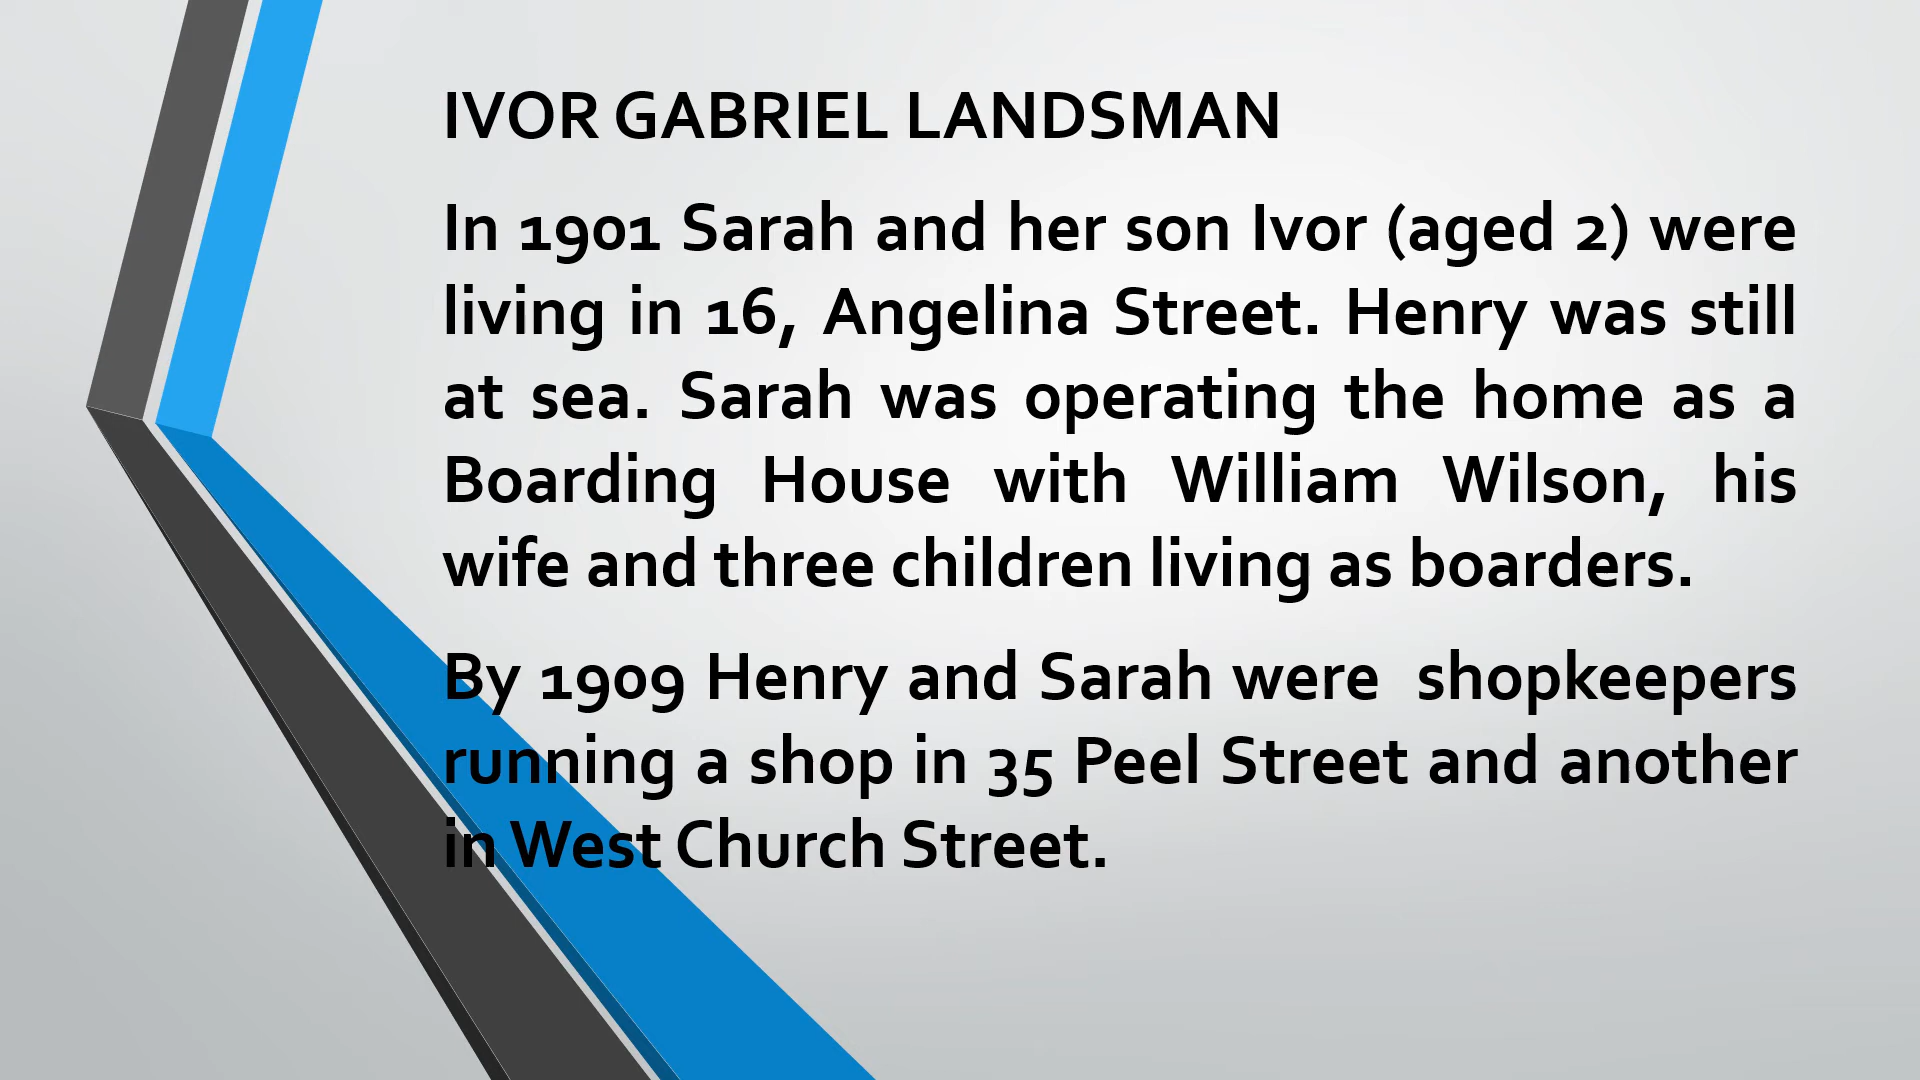 IVOR GABRIEL LANDSMAN
In 1901 Sarah and her son Ivor (aged 2) were
living in 16, Angelina Street. Henry was still
at sea. Sarah was operating the home as a
Boarding House with William Wilson, his
wife and three children living as boarders.
By 1909 Henry and Sarah were shopkeepers
running a shop in 35 Peel Street and another
in West Church Street.